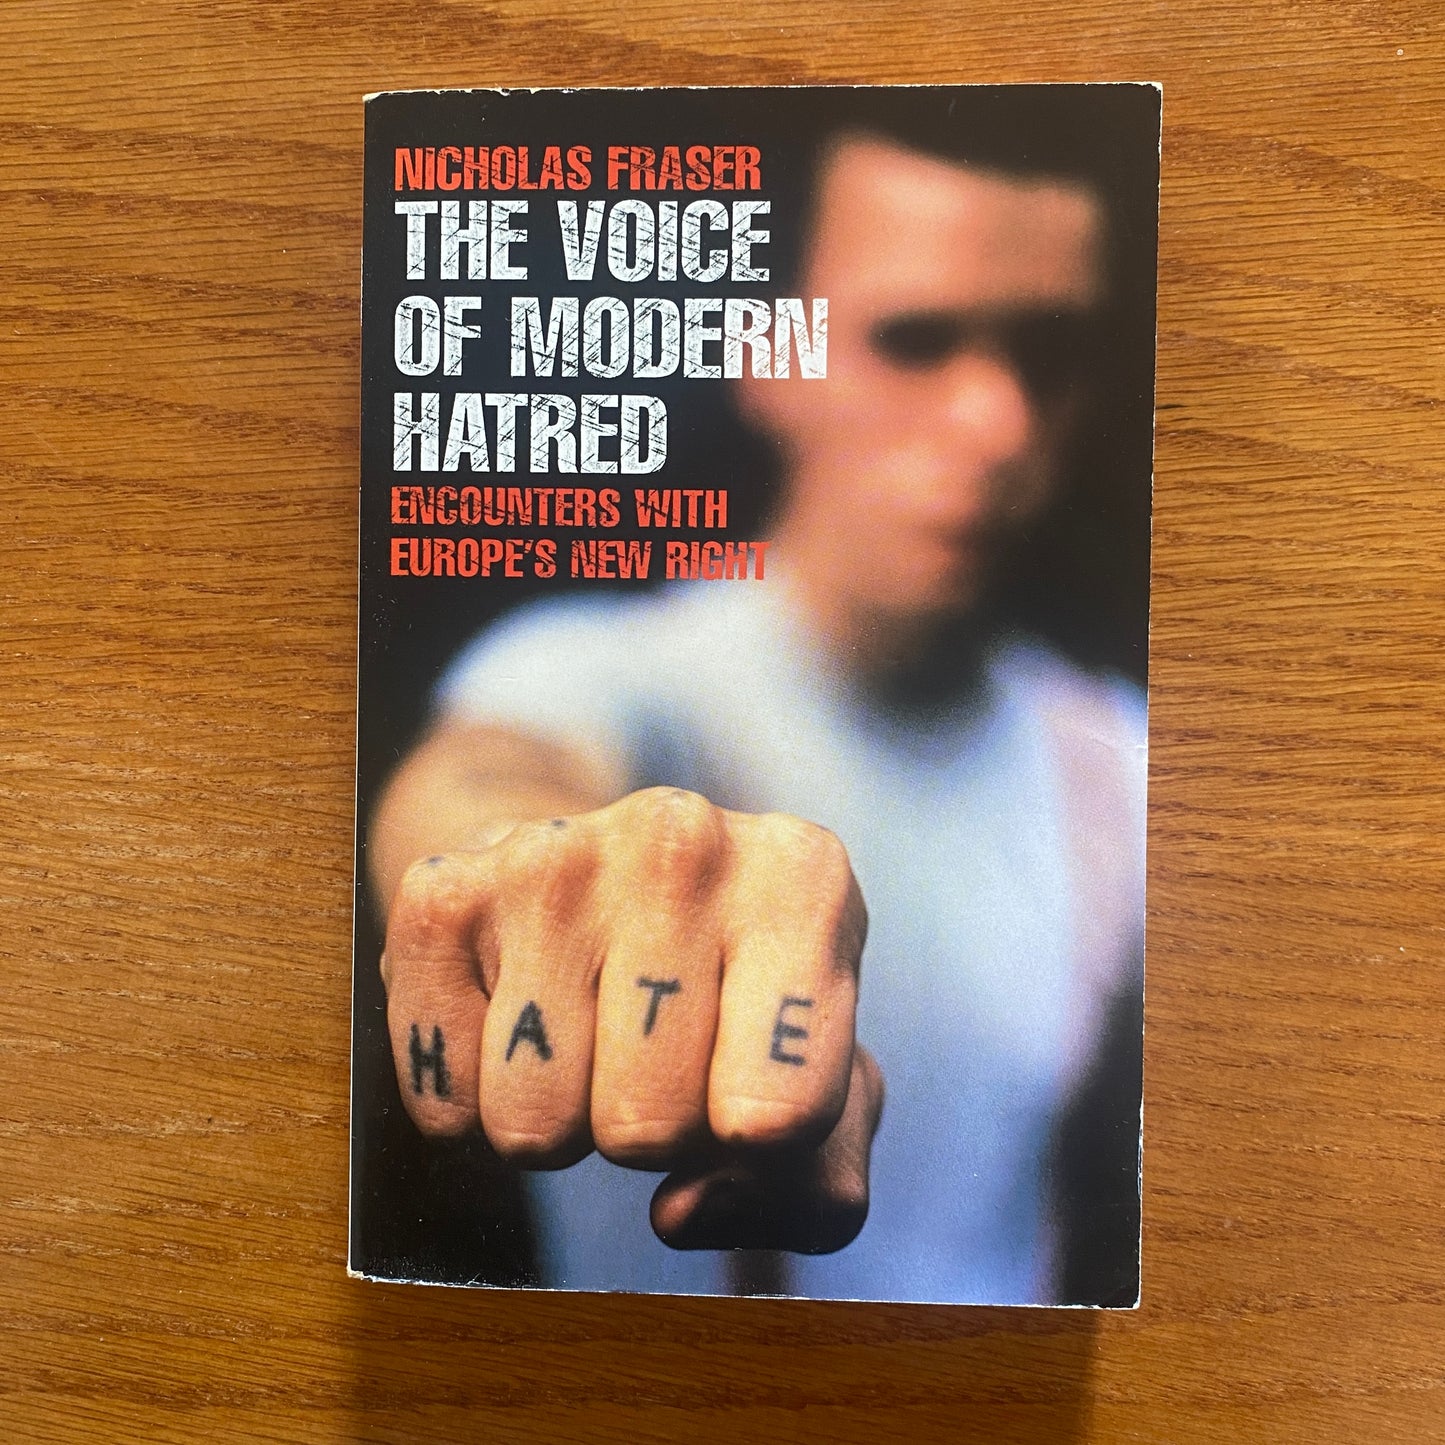 NICHOLAS FRASER
THE VOICE
OF MODERN
HATRED
ENCOUNTERS WITH
EUROPE'S NEW RIGHT
HATE